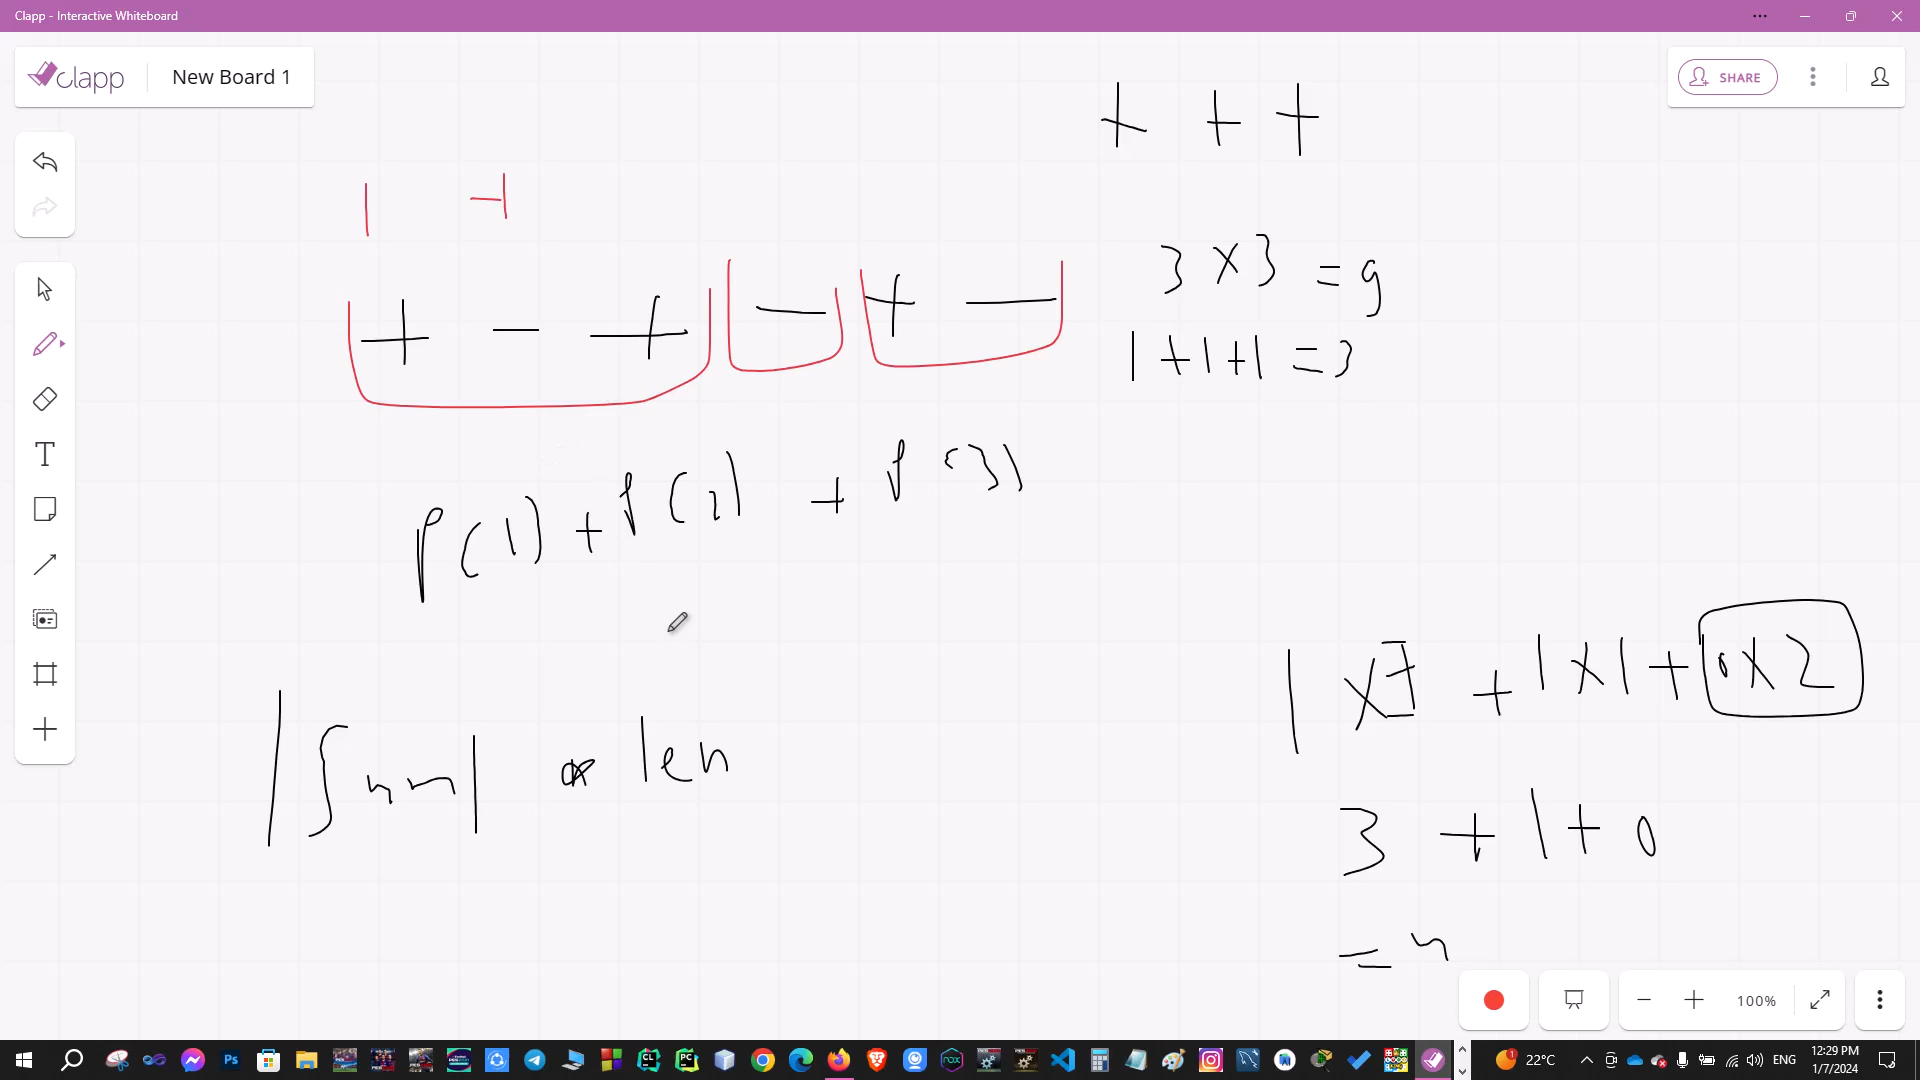 Clapp - Interactive Whiteboard
clapp
New Board 1
SHARE
+ + +
1 -1
+ - + - + -
3 x 3 = 9
1 + 1 + 1 = 3
f(1) + f(2) + f(3)
1 x 3 + 1 x 1 + 0 x 2
|Sum| * len
3 + 1 + 0
= 4
100%
22°C
ENG
12:29 PM
1/7/2024